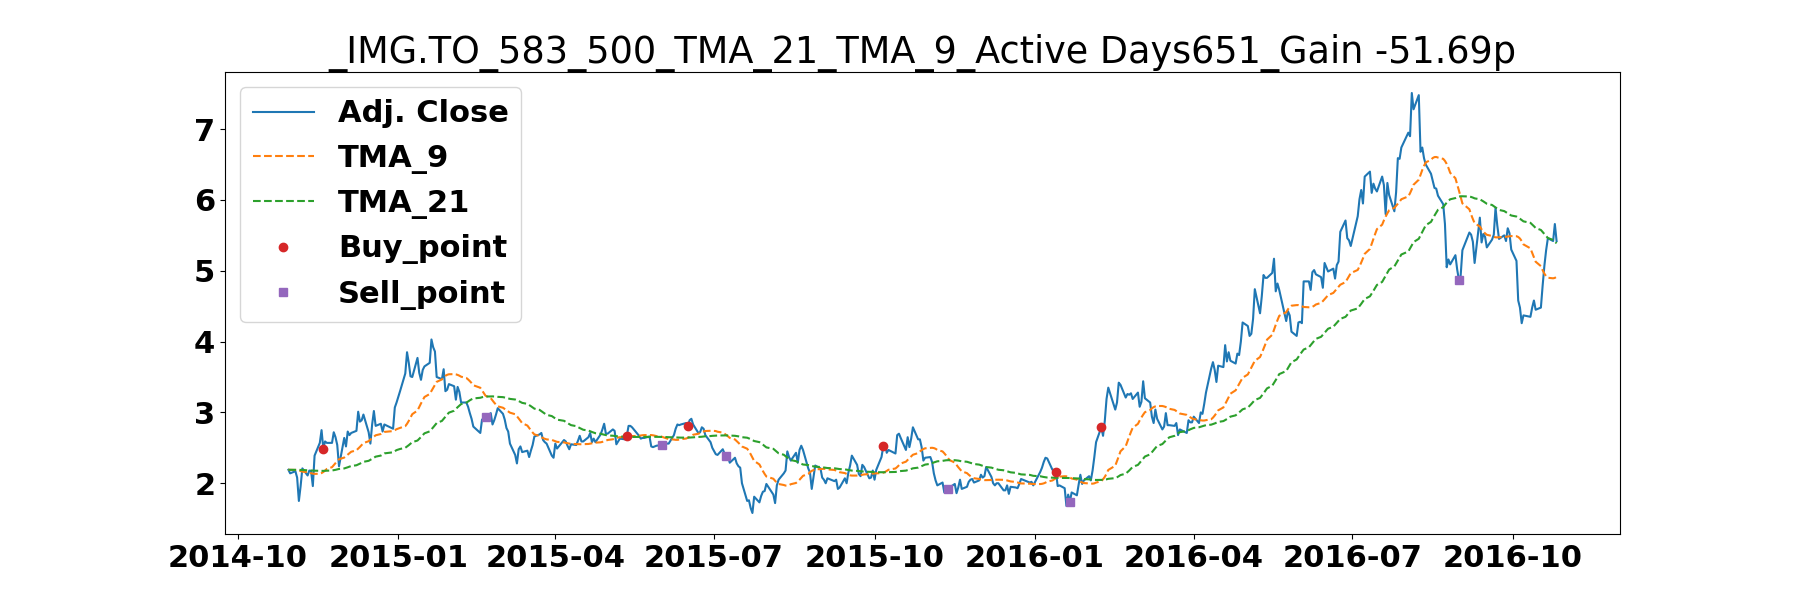 _IMG.TO_583_500_TMA_21_TMA_9_Active Days651_Gain -51.69p
Adj. Close
TMA_9
TMA_21
Buy_point
Sell_point
7
6
5
4
3
2
2014-10 2015-01 2015-04 2015-07 2015-10 2016-01 2016-04 2016-07 2016-10